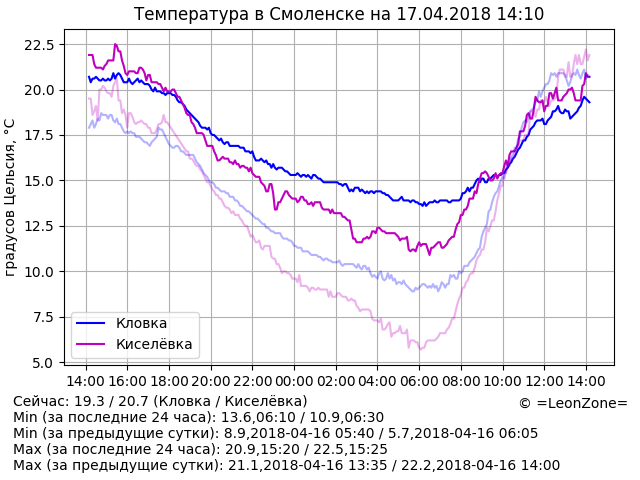 Температура в Смоленске на 17.04.2018 14:10
градусов Цельсия, °C
22.5
20.0
17.5
15.0
12.5
10.0
7.5
5.0
Кловка
Киселёвка
14:00 16:00 18:00 20:00 22:00 00:00 02:00 04:00 06:00 08:00 10:00 12:00 14:00
Сейчас: 19.3 / 20.7 (Кловка / Киселёвка)
© =LeonZone=
Min (за последние 24 часа): 13.6,06:10 / 10.9,06:30
Min (за предыдущие сутки): 8.9,2018-04-16 05:40 / 5.7,2018-04-16 06:05
Max (за последние 24 часа): 20.9,15:20 / 22.5,15:25
Max (за предыдущие сутки): 21.1,2018-04-16 13:35 / 22.2,2018-04-16 14:00